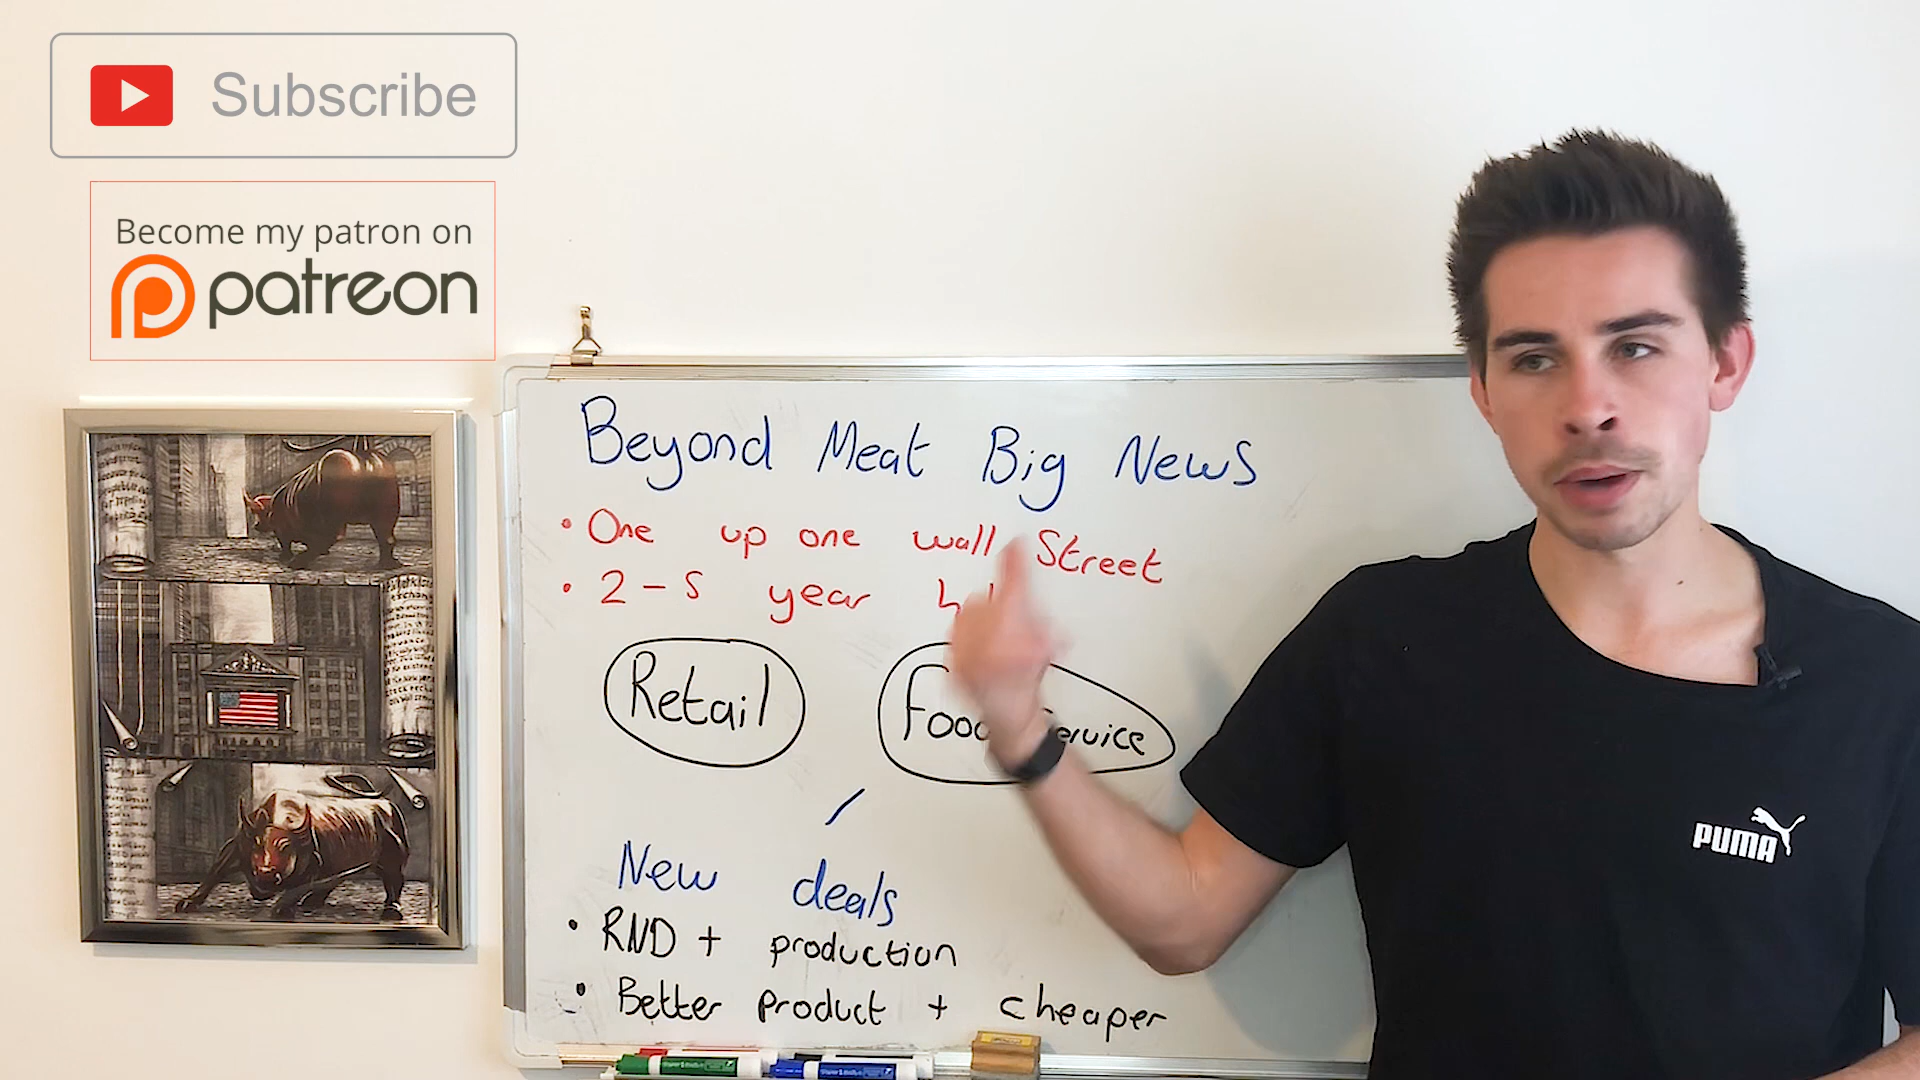 Subscribe
Become my patron on
patreon
Beyond Meat Big News
• One up one wall Street
• 2-5 year
Retail
Food Service
New deals
• RND + production
• Better product + cheaper
PUMA